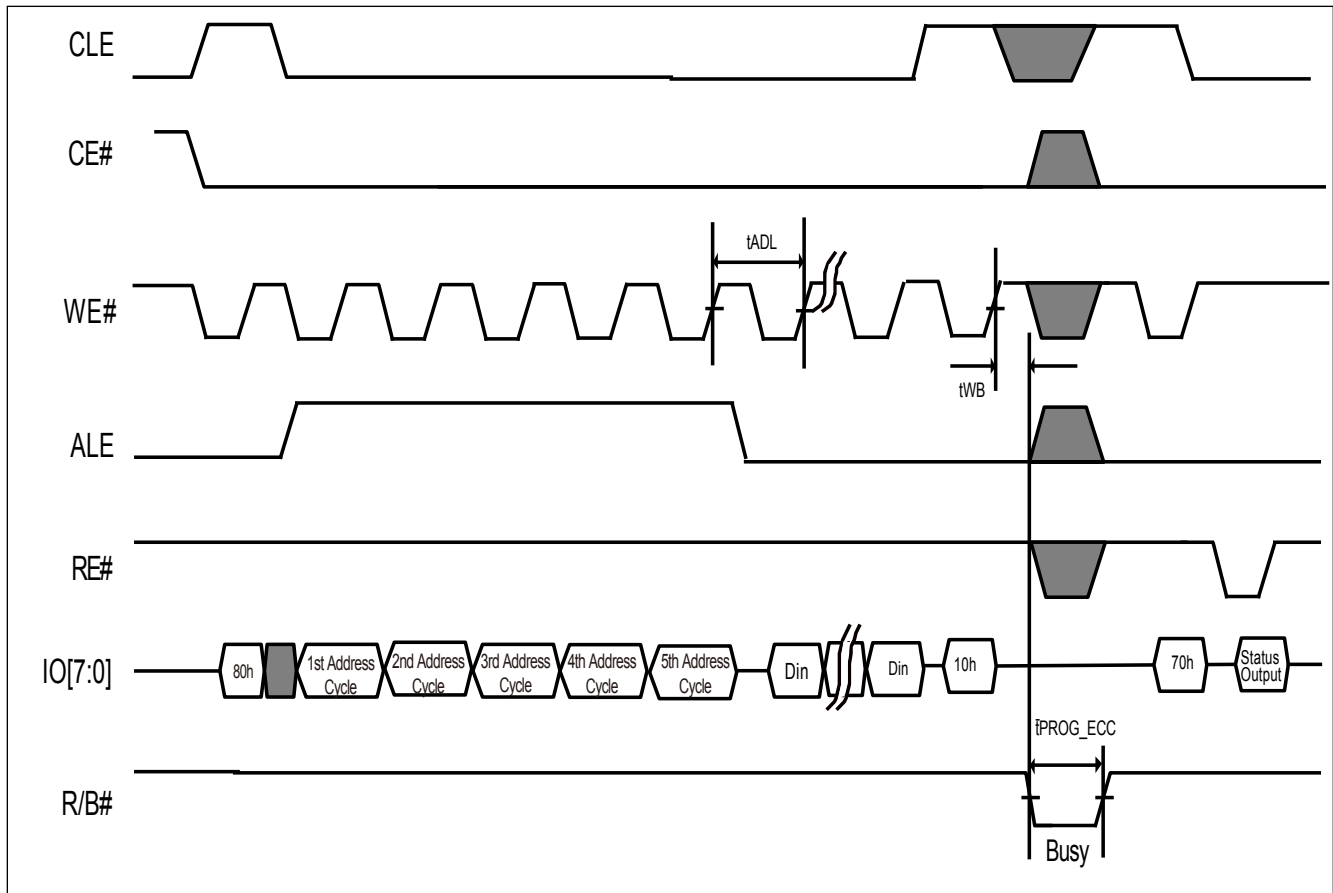 CLE
CE#
tADL
WE#
tWB
ALE
RE#
IO[7:0]
80h
1st Address
Cycle
2nd Address
Cycle
3rd Address
Cycle
4th Address
Cycle
5th Address
Cycle
Din
Din
10h
70h
Status
Output
tPROG_ECC
R/B#
Busy